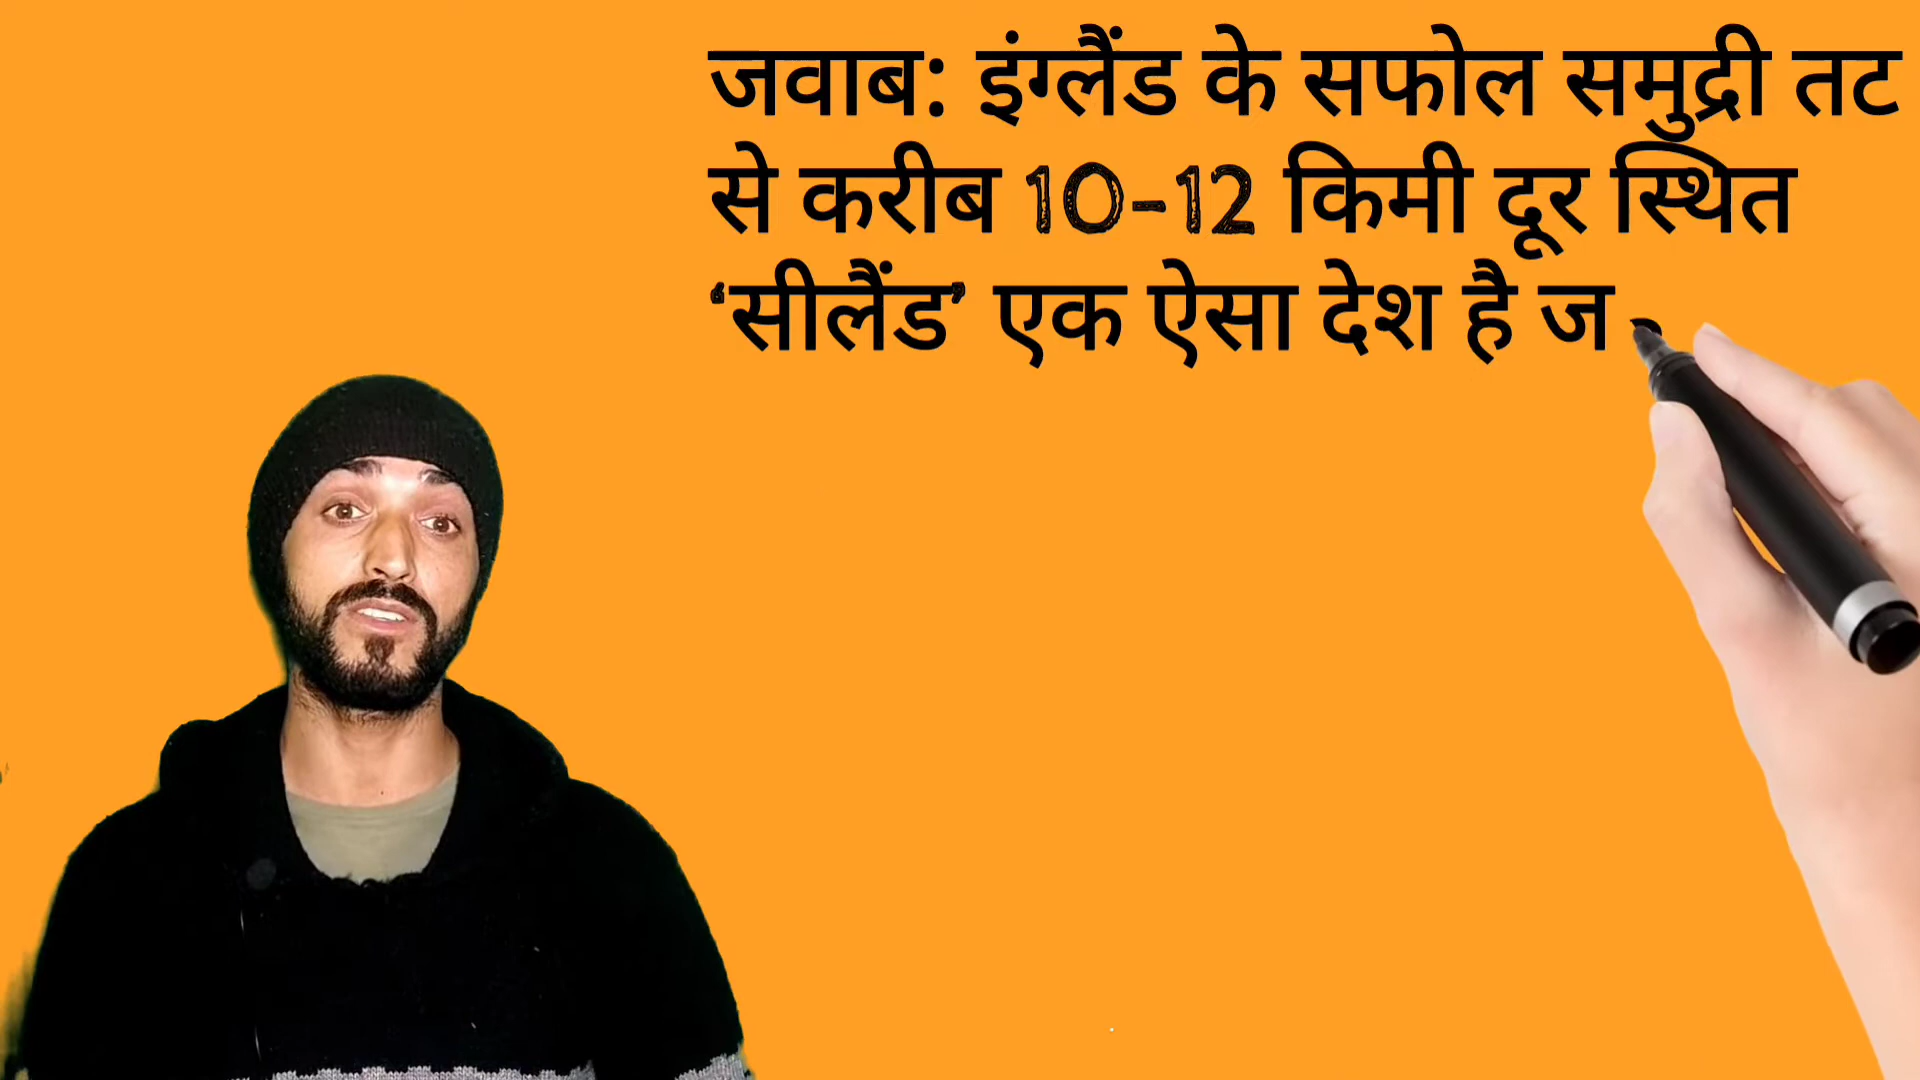 जवाब: इंग्लैंड के सफोल समुद्री तट
से करीब 10-12 किमी दूर स्थित
‘सीलैंड’ एक ऐसा देश है ज